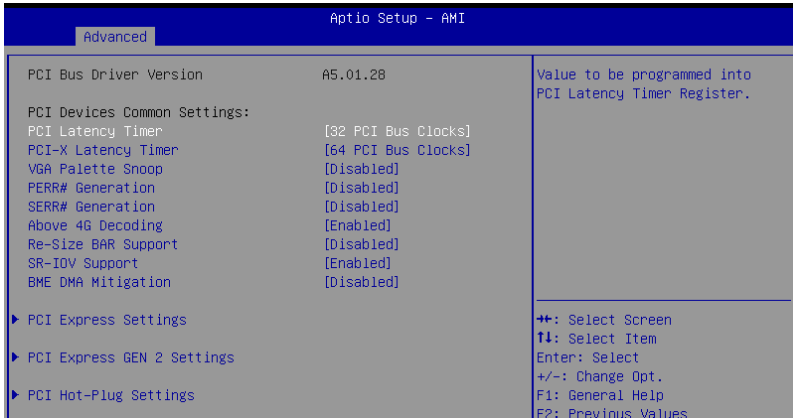 Aptio Setup - AMI
Advanced
PCI Bus Driver Version A5.01.28
PCI Devices Common Settings:
PCI Latency Timer [32 PCI Bus Clocks]
PCI-X Latency Timer [64 PCI Bus Clocks]
VGA Palette Snoop [Disabled]
PERR# Generation [Disabled]
SERR# Generation [Disabled]
Above 4G Decoding [Enabled]
Re-Size BAR Support [Disabled]
SR-IOV Support [Enabled]
BME DMA Mitigation [Disabled]
PCI Express Settings
PCI Express GEN 2 Settings
PCI Hot-Plug Settings
Value to be programmed into
PCI Latency Timer Register.
→←: Select Screen
↑↓: Select Item
Enter: Select
+/-: Change Opt.
F1: General Help
F2: Previous Values